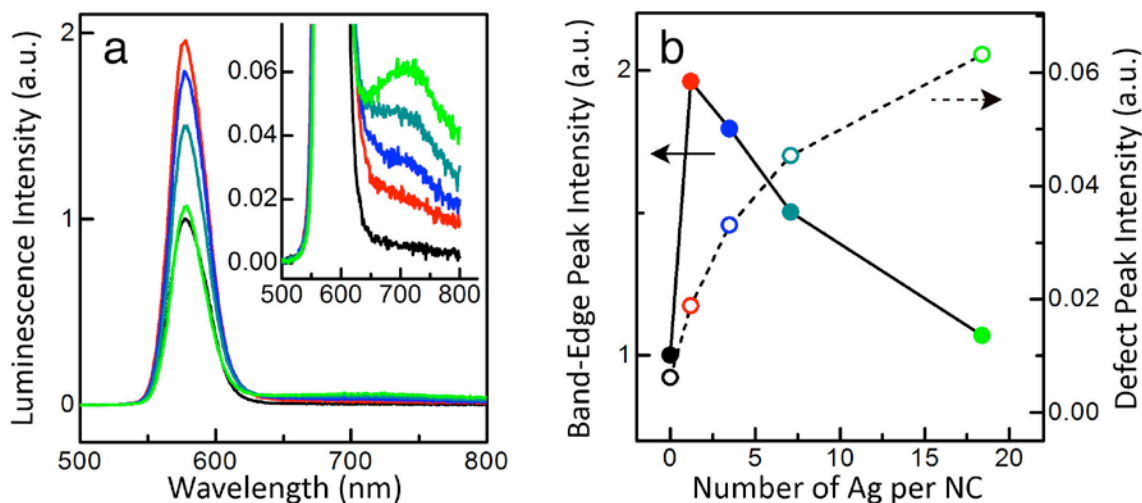 a
Luminescence Intensity (a.u.)
2
1
0
500
600
700
800
Wavelength (nm)
0.06
0.04
0.02
0.00
500 600 700 800
b
Band-Edge Peak Intensity (a.u.)
2
1
0
5
10
15
20
Number of Ag per NC
0.06
0.04
0.02
0.00
Defect Peak Intensity (a.u.)